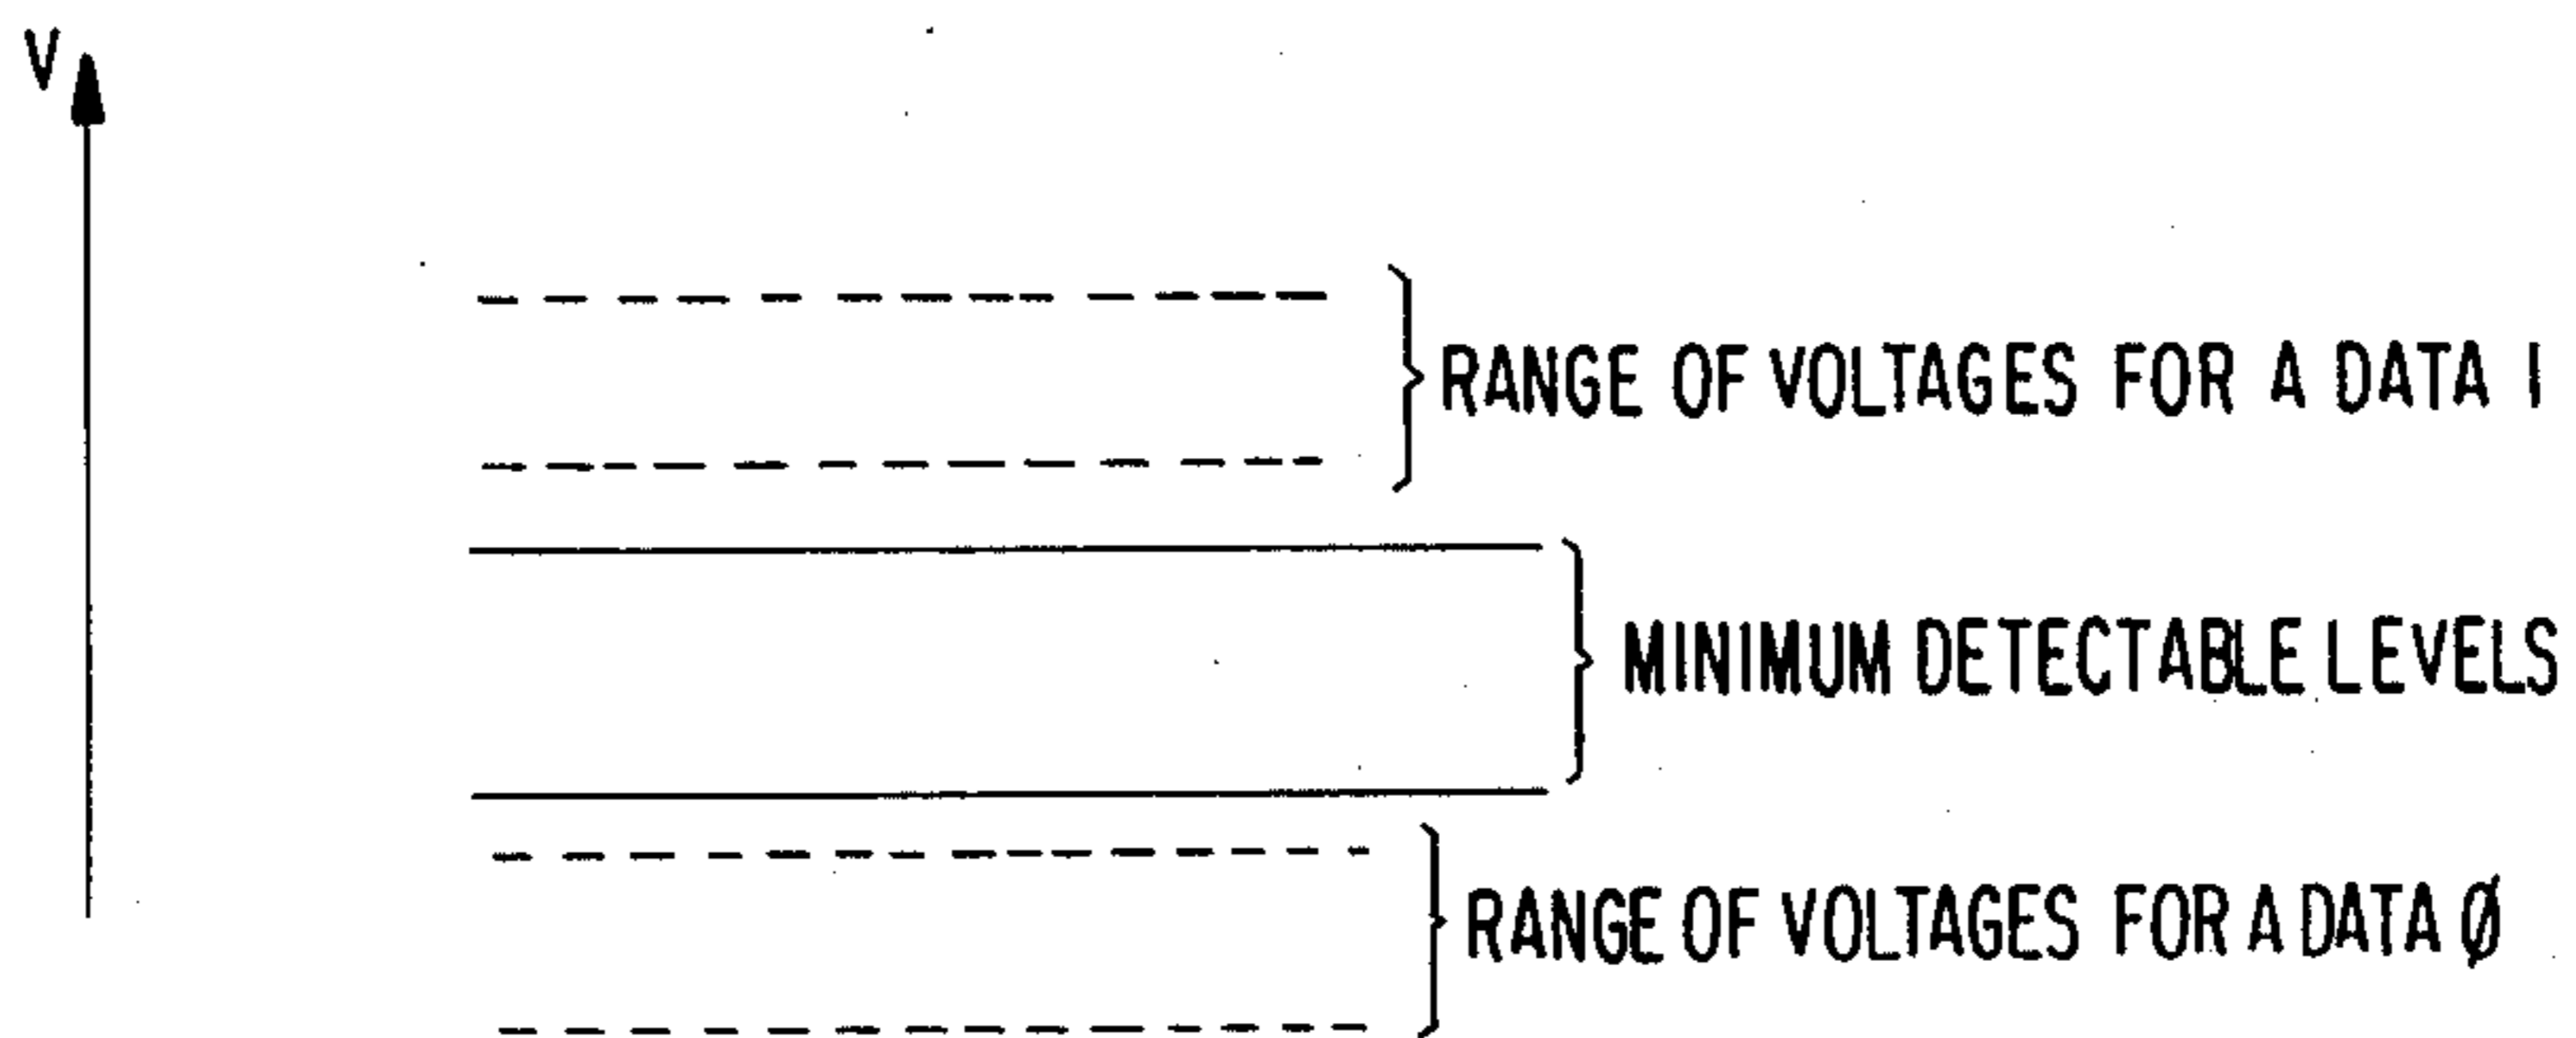 V
RANGE OF VOLTAGES FOR A DATA 1
MINIMUM DETECTABLE LEVELS
RANGE OF VOLTAGES FOR A DATA Ø